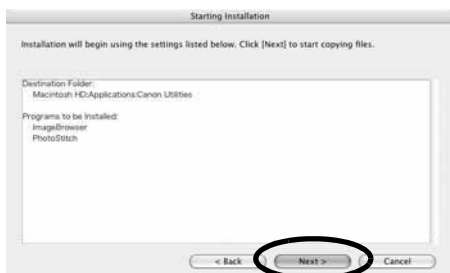 Starting Installation
Installation will begin using the settings listed below. Click [Next] to start copying files.
Destination Folder:
Macintosh HD:Applications:Canon Utilities
Programs to be Installed:
ImageBrowser
PhotoStitch
< Back Next > Cancel